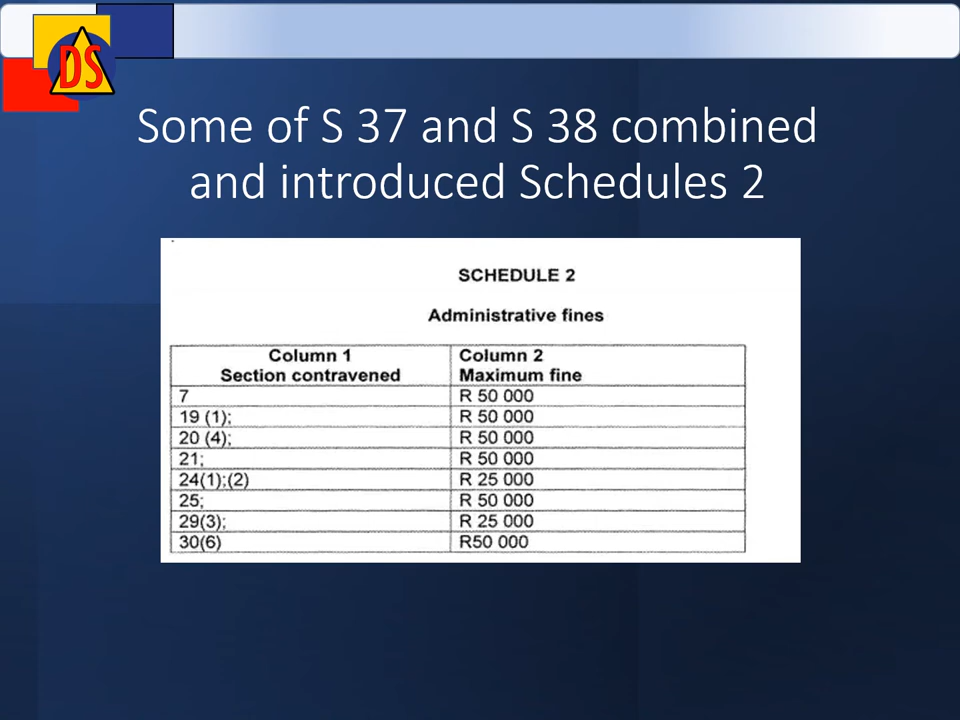 DS
Some of S 37 and S 38 combined
and introduced Schedules 2
SCHEDULE 2
Administrative fines
Column 1 Column 2
Section contravened Maximum fine
7 R 50 000
19 (1); R 50 000
20 (4); R 50 000
21; R 50 000
24(1);(2) R 25 000
25; R 50 000
29(3); R 25 000
30(6) R50 000